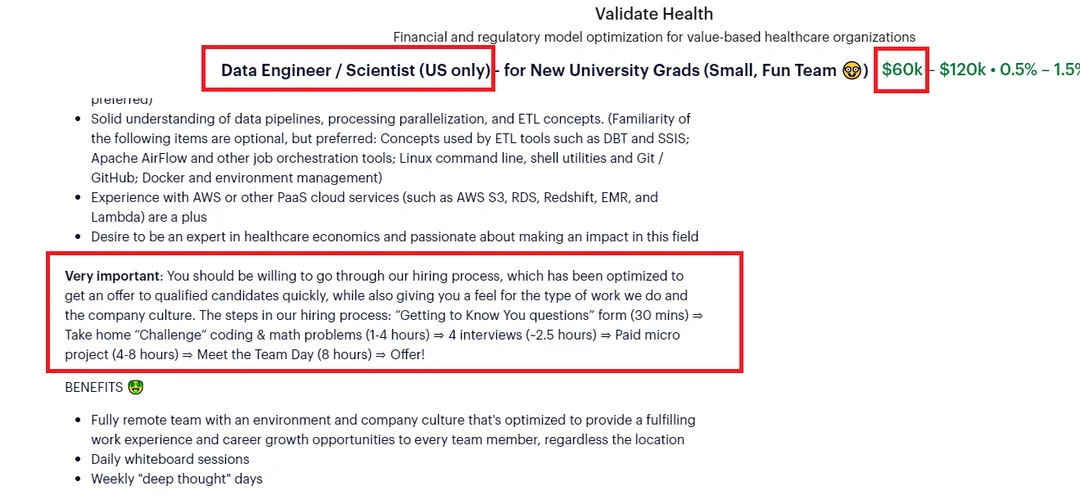 Validate Health
Financial and regulatory model optimization for value-based healthcare organizations
Data Engineer / Scientist (US only) - for New University Grads (Small, Fun Team 🤓) $60k – $120k • 0.5% – 1.5%
preferred)
• Solid understanding of data pipelines, processing parallelization, and ETL concepts. (Familiarity of
the following items are optional, but preferred: Concepts used by ETL tools such as DBT and SSIS;
Apache AirFlow and other job orchestration tools; Linux command line, shell utilities and Git /
GitHub; Docker and environment management)
• Experience with AWS or other PaaS cloud services (such as AWS S3, RDS, Redshift, EMR, and
Lambda) are a plus
• Desire to be an expert in healthcare economics and passionate about making an impact in this field
Very important: You should be willing to go through our hiring process, which has been optimized to
get an offer to qualified candidates quickly, while also giving you a feel for the type of work we do and
the company culture. The steps in our hiring process: “Getting to Know You questions” form (30 mins) ⇒
Take home “Challenge” coding & math problems (1-4 hours) ⇒ 4 interviews (~2.5 hours) ⇒ Paid micro
project (4-8 hours) ⇒ Meet the Team Day (8 hours) ⇒ Offer!
BENEFITS 🤑
• Fully remote team with an environment and company culture that's optimized to provide a fulfilling
work experience and career growth opportunities to every team member, regardless the location
• Daily whiteboard sessions
• Weekly "deep thought" days